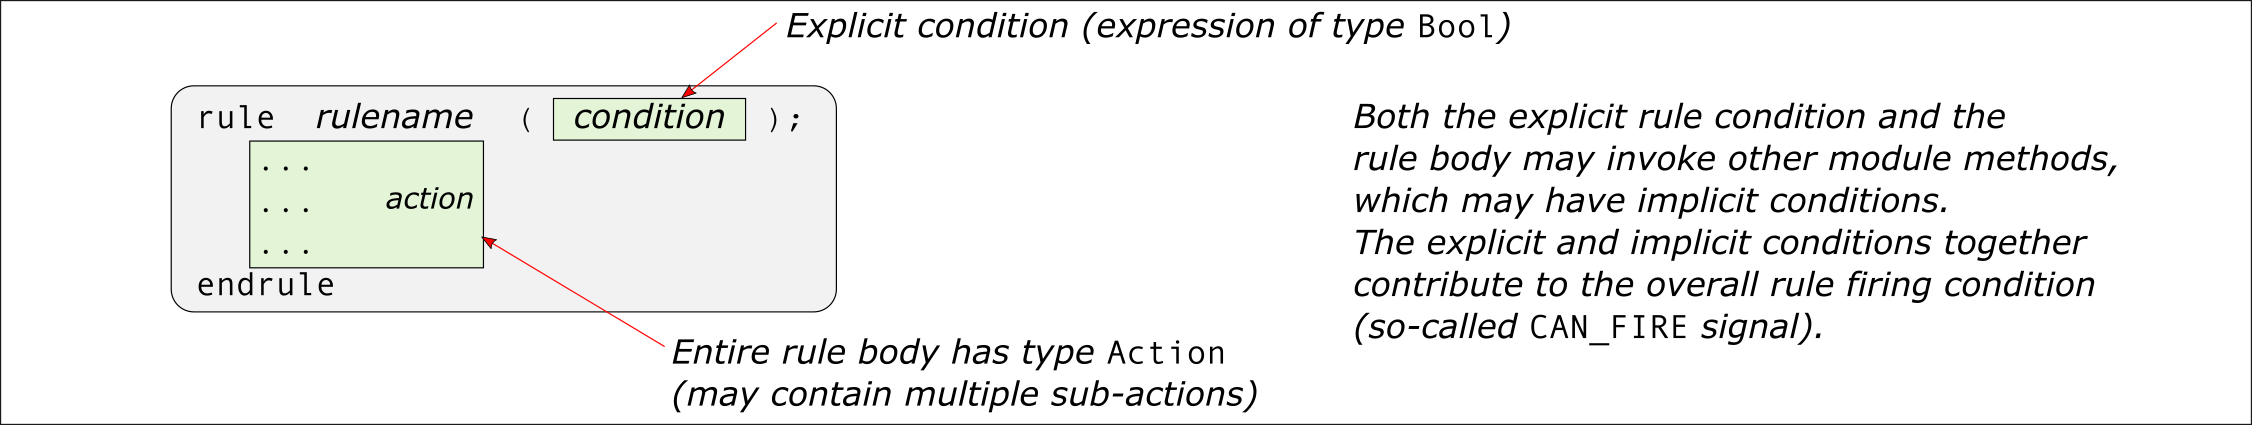 Explicit condition (expression of type Bool)
rule rulename ( condition );
...
... action
...
endrule
Entire rule body has type Action
(may contain multiple sub-actions)
Both the explicit rule condition and the
rule body may invoke other module methods,
which may have implicit conditions.
The explicit and implicit conditions together
contribute to the overall rule firing condition
(so-called CAN_FIRE signal).